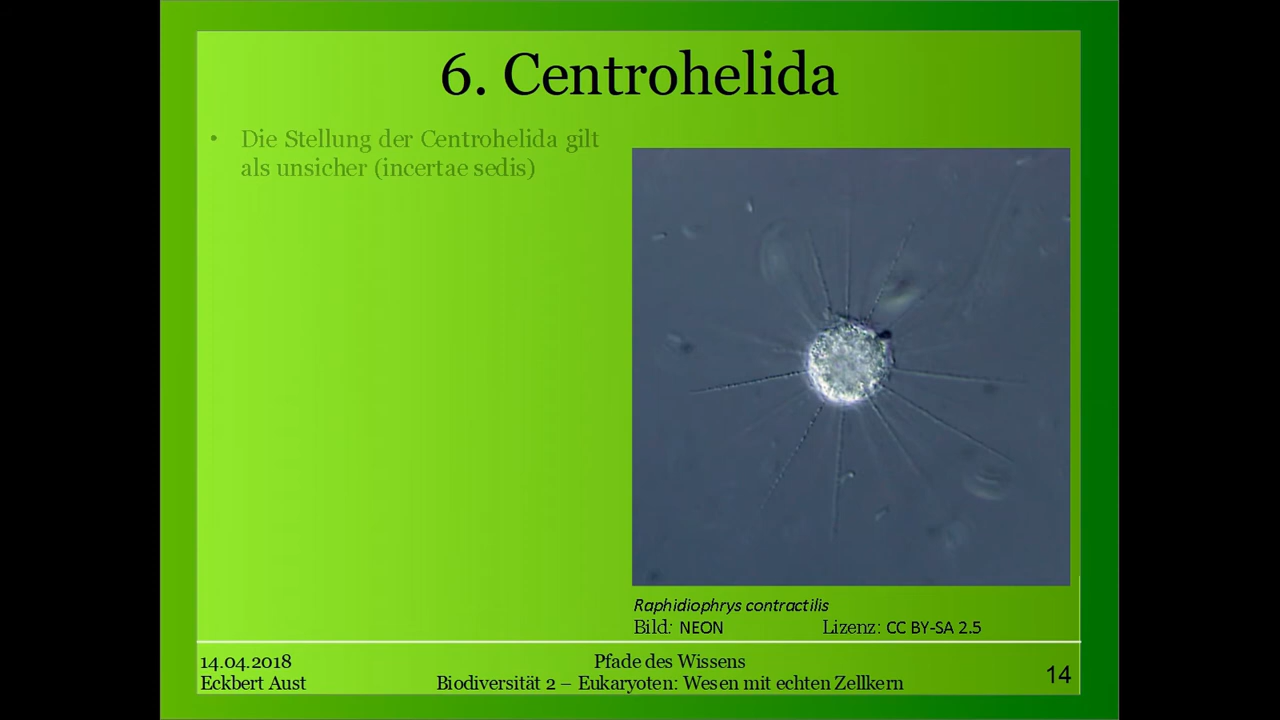 6. Centrohelida
• Die Stellung der Centrohelida gilt
als unsicher (incertae sedis)
Raphidiophrys contractilis
Bild: NEON Lizenz: CC BY-SA 2.5
14.04.2018
Eckbert Aust
Pfade des Wissens
Biodiversität 2 – Eukaryoten: Wesen mit echten Zellkern
14